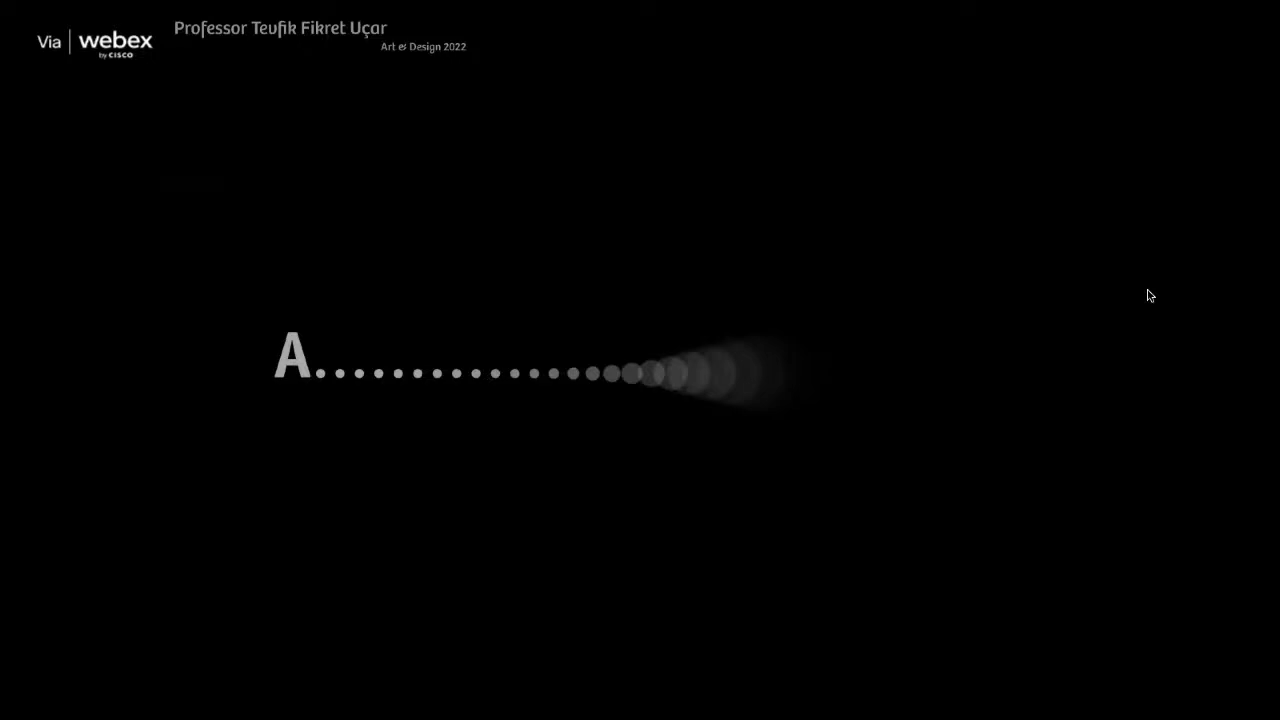 Professor Tevfik Fikret Uçar
Via | webex
by CISCO
Art & Design 2022
A........................